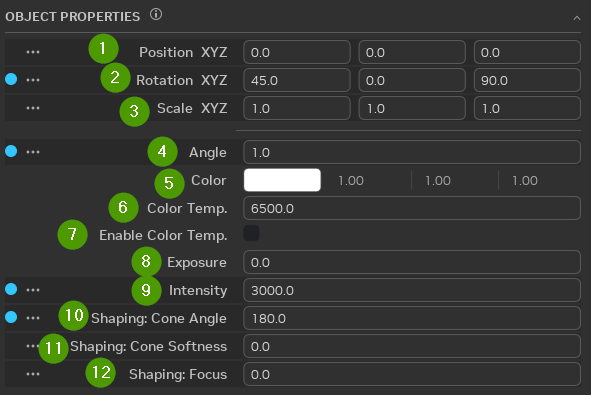 OBJECT PROPERTIES
1 Position XYZ 0.0 0.0 0.0
2 Rotation XYZ 45.0 0.0 90.0
3 Scale XYZ 1.0 1.0 1.0
4 Angle 1.0
5 Color 1.00 1.00 1.00
6 Color Temp. 6500.0
7 Enable Color Temp.
8 Exposure 0.0
9 Intensity 3000.0
10 Shaping: Cone Angle 180.0
11 Shaping: Cone Softness 0.0
12 Shaping: Focus 0.0